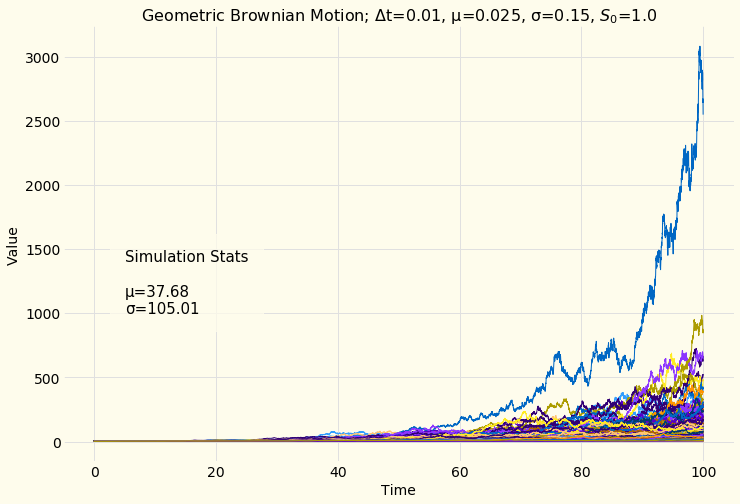 Geometric Brownian Motion; Δt=0.01, μ=0.025, σ=0.15, S₀=1.0
3000
2500
2000
1500
1000
500
0
Value
Simulation Stats
μ=37.68
σ=105.01
0 20 40 60 80 100
Time